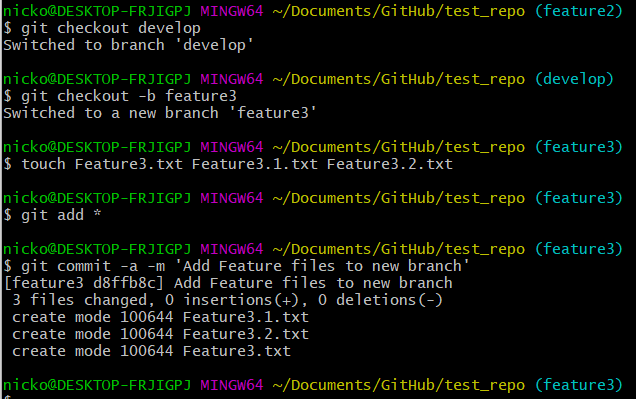 nicko@DESKTOP-FRJIGPJ MINGW64 ~/Documents/GitHub/test_repo (feature2)
$ git checkout develop
Switched to branch 'develop'
nicko@DESKTOP-FRJIGPJ MINGW64 ~/Documents/GitHub/test_repo (develop)
$ git checkout -b feature3
Switched to a new branch 'feature3'
nicko@DESKTOP-FRJIGPJ MINGW64 ~/Documents/GitHub/test_repo (feature3)
$ touch Feature3.txt Feature3.1.txt Feature3.2.txt
nicko@DESKTOP-FRJIGPJ MINGW64 ~/Documents/GitHub/test_repo (feature3)
$ git add *
nicko@DESKTOP-FRJIGPJ MINGW64 ~/Documents/GitHub/test_repo (feature3)
$ git commit -a -m 'Add Feature files to new branch'
[feature3 d8ffb8c] Add Feature files to new branch
 3 files changed, 0 insertions(+), 0 deletions(-)
 create mode 100644 Feature3.1.txt
 create mode 100644 Feature3.2.txt
 create mode 100644 Feature3.txt
nicko@DESKTOP-FRJIGPJ MINGW64 ~/Documents/GitHub/test_repo (feature3)
$